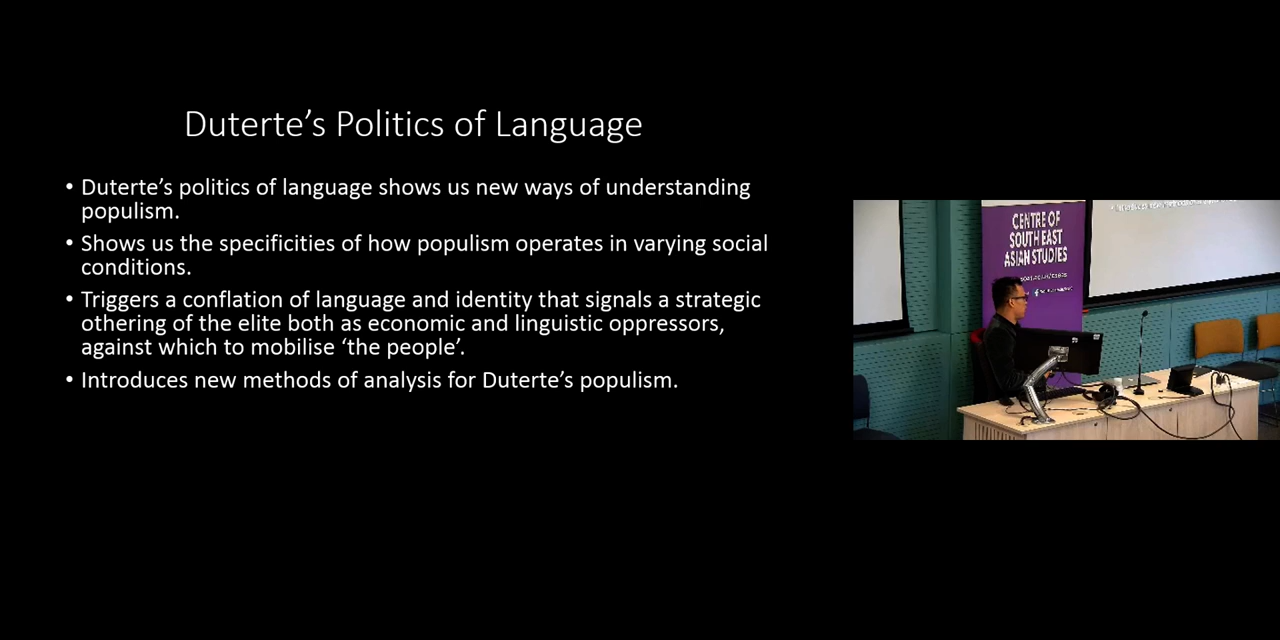 Duterte’s Politics of Language
• Duterte’s politics of language shows us new ways of understanding
populism.
• Shows us the specificities of how populism operates in varying social
conditions.
• Triggers a conflation of language and identity that signals a strategic
othering of the elite both as economic and linguistic oppressors,
against which to mobilise ‘the people’.
• Introduces new methods of analysis for Duterte’s populism.
CENTRE OF
SOUTH EAST
ASIAN STUDIES